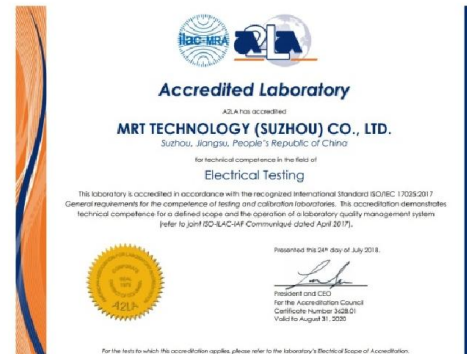 ilac-MRA
A2LA
Accredited Laboratory
A2LA has accredited
MRT TECHNOLOGY (SUZHOU) CO., LTD.
Suzhou, Jiangsu, People's Republic of China
for technical competence in the field of
Electrical Testing
This laboratory is accredited in accordance with the recognized International Standard ISO/IEC 17025:2017
General requirements for the competence of testing and calibration laboratories. This accreditation demonstrates
technical competence for a defined scope and the operation of a laboratory quality management system
(refer to joint ISO-ILAC-IAF Communiqué dated April 2017).
Presented this 24th day of July 2018.
President and CEO
For the Accreditation Council
Certificate Number 3628.01
Valid to August 31, 2020
CORPORATE
SEAL
1978
A2LA
For the tests to which this accreditation applies, please refer to the laboratory's Electrical Scope of Accreditation.